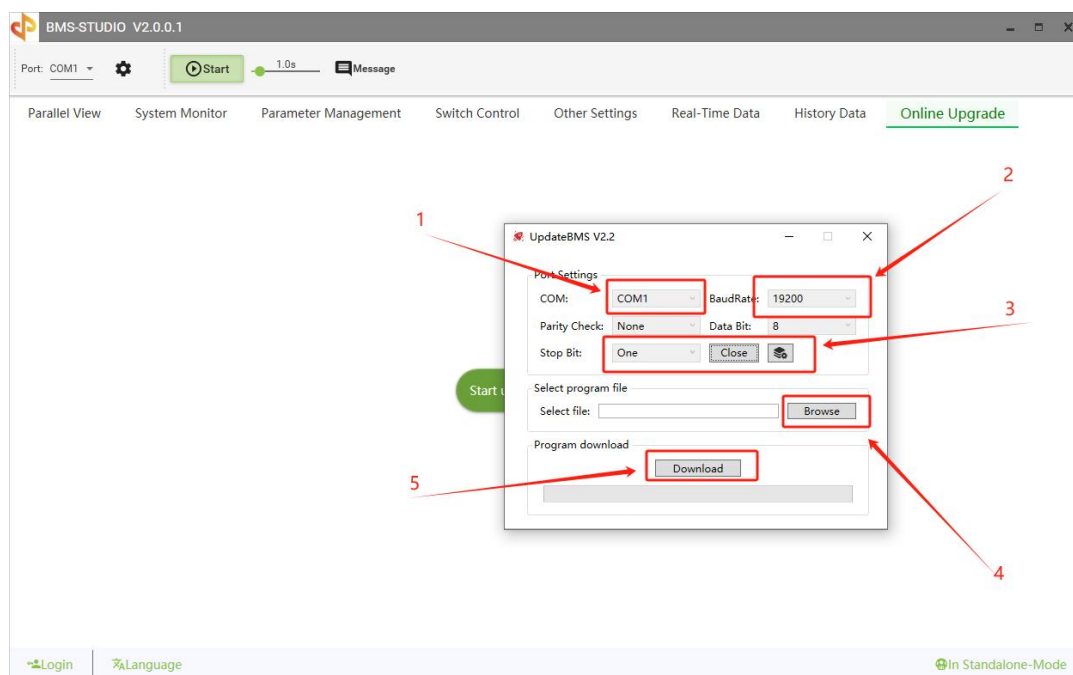 BMS-STUDIO V2.0.0.1
Port: COM1 Start 1.0s Message
Parallel View System Monitor Parameter Management Switch Control Other Settings Real-Time Data History Data Online Upgrade
2
1
UpdateBMS V2.2
Port Settings
COM: COM1 BaudRate: 19200
3
Parity Check: None Data Bit: 8
Stop Bit: One Close
Start
Select program file
Select file: Browse
Program download
Download
5
4
Login Language In Standalone-Mode